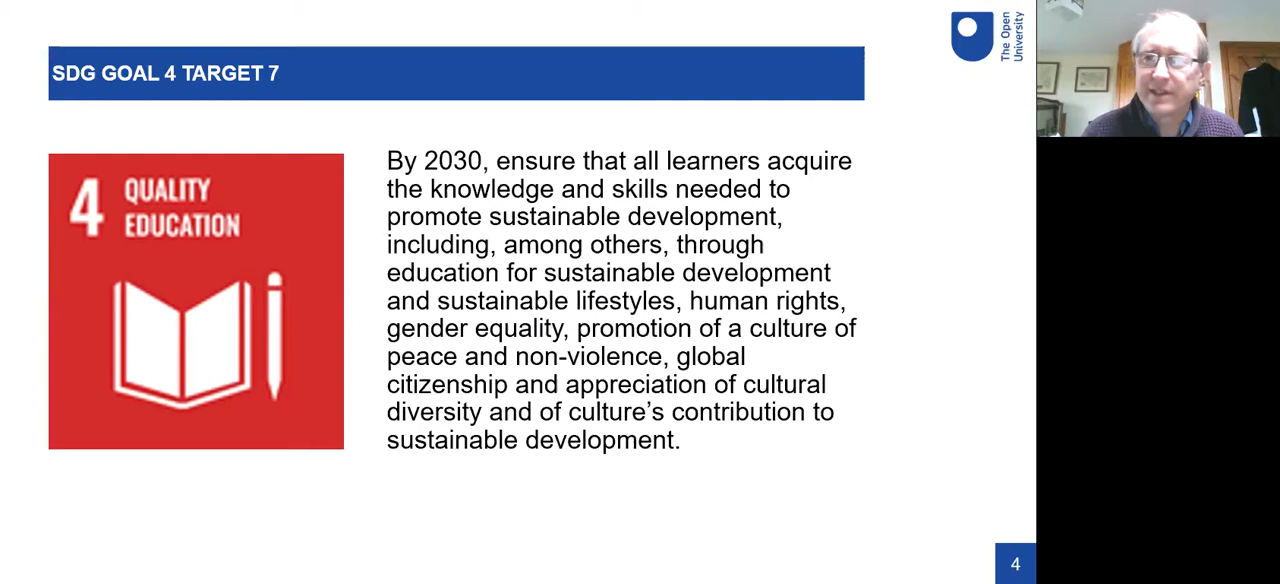 SDG GOAL 4 TARGET 7
The Open
University
4 QUALITY
EDUCATION
By 2030, ensure that all learners acquire
the knowledge and skills needed to
promote sustainable development,
including, among others, through
education for sustainable development
and sustainable lifestyles, human rights,
gender equality, promotion of a culture of
peace and non-violence, global
citizenship and appreciation of cultural
diversity and of culture’s contribution to
sustainable development.
4